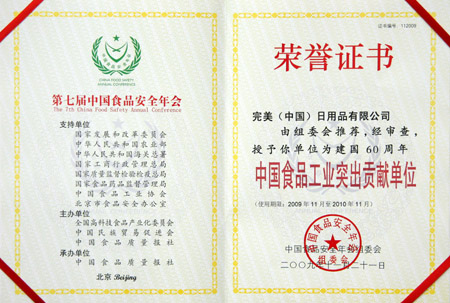 CHINA FOOD SAFETY
ANNUAL CONFERENCE
第七届中国食品安全年会
The 7th China Food Safety Annual Conference
支持单位
国家发展和改革委员会
中华人民共和国农业部
中华人民共和国海关总署
国家工商行政管理总局
国家质量监督检验检疫总局
国家食品药品监督管理局
中国食品工业协会
北京市食品安全办公室
主办单位
全国高科技食品产业化委员会
中国民族贸易促进会
中国食品质量报社
承办单位
中国食品质量报社
北京 Beijing
证书编号:112009
荣誉证书
完美(中国)日用品有限公司
由组委会推荐,经审查,
授予你单位为建国60周年
中国食品工业突出贡献单位
(使用期限:2009年11月至2010年11月)
中国食品安全年会组委会
二〇〇九年十一月二十一日